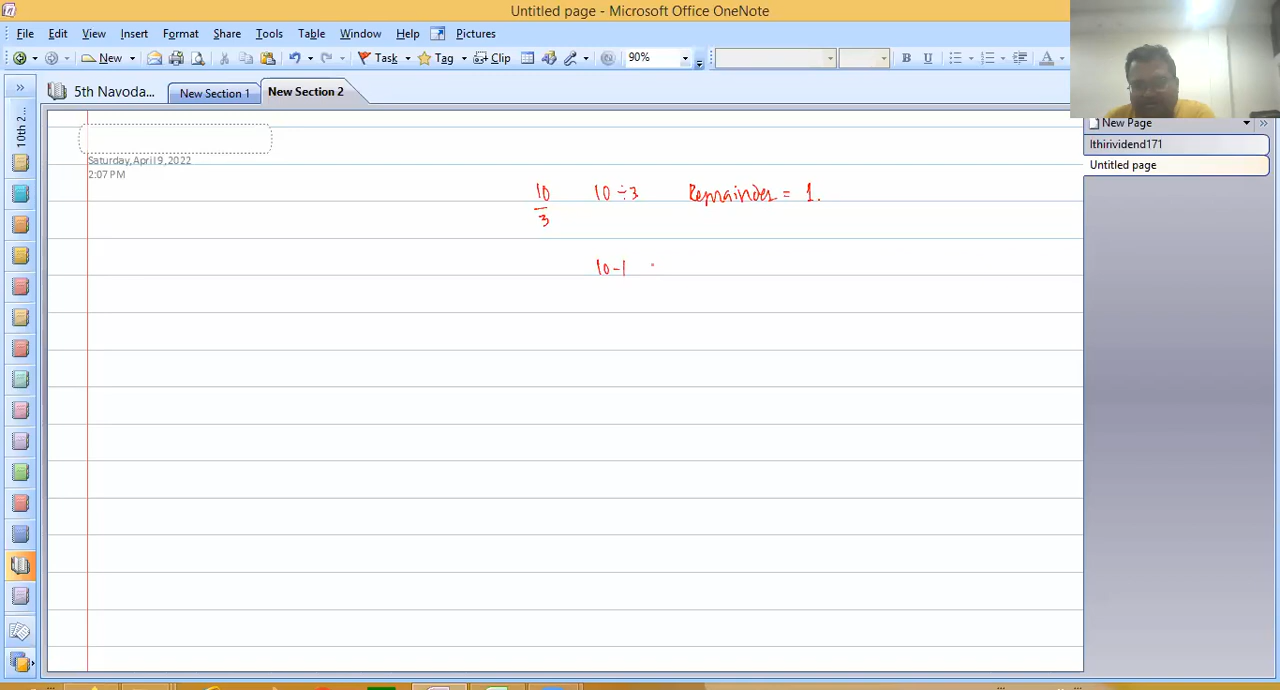 Untitled page - Microsoft Office OneNote
File Edit View Insert Format Share Tools Table Window Help Pictures
New Task Tag Clip 90% B U A
5th Navoda... New Section 1 New Section 2
10th 2...
New Page
Ithirividend171
Untitled page
Saturday, April 9, 2022
2:07 PM
10/3 10 ÷ 3 Remainder = 1.
10-1